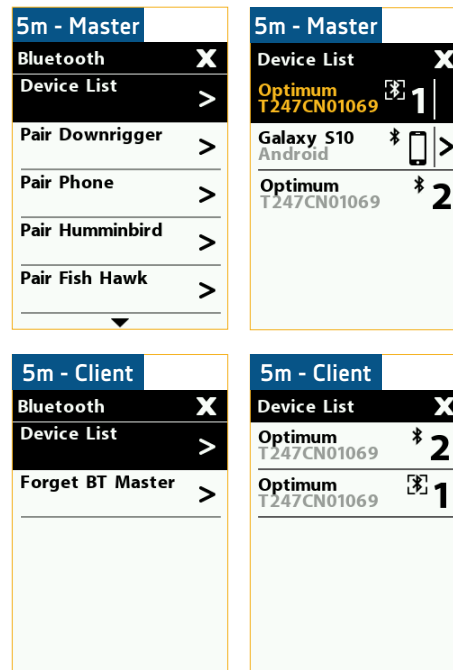 5m - Master
Bluetooth X
Device List >
Pair Downrigger >
Pair Phone >
Pair Humminbird >
Pair Fish Hawk >
5m - Master
Device List X
Optimum 1
T247CN01069
Galaxy S10 >
Android
Optimum 2
T247CN01069
5m - Client
Bluetooth X
Device List >
Forget BT Master >
5m - Client
Device List X
Optimum 2
T247CN01069
Optimum 1
T247CN01069